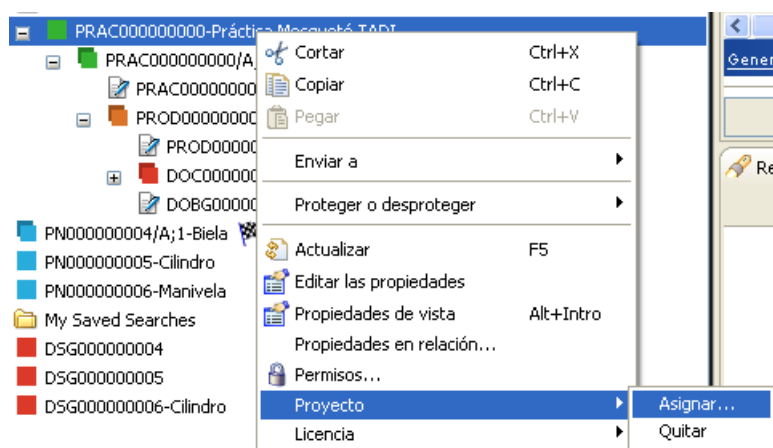 PRAC000000000-Práctica Mecqueté TADI
PRAC000000000/A
PRAC00000000
PROD00000000
PROD00000
DOC000000
DOBG00000
PN000000004/A;1-Biela
PN000000005-Cilindro
PN000000006-Manivela
My Saved Searches
DSG000000004
DSG000000005
DSG000000006-Cilindro
Cortar Ctrl+X
Copiar Ctrl+C
Pegar Ctrl+V
Enviar a
Proteger o desproteger
Actualizar F5
Editar las propiedades
Propiedades de vista Alt+Intro
Propiedades en relación...
Permisos...
Proyecto
Licencia
Asignar...
Quitar
Gener
Re